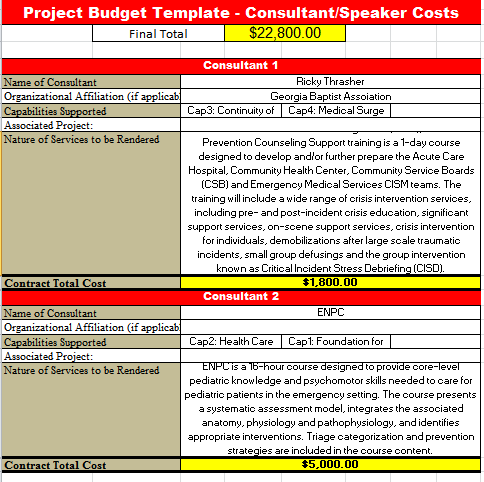 Project Budget Template - Consultant/Speaker Costs
Final Total $22,800.00
Consultant 1
Name of Consultant Ricky Thrasher
Organizational Affiliation (if applicab Georgia Baptist Assoiation
Capabilities Supported Cap3: Continuity of Cap4: Medical Surge
Associated Project:
Nature of Services to be Rendered
Prevention Counseling Support training is a 1-day course
designed to develop and/or further prepare the Acute Care
Hospital, Community Health Center, Community Service Boards
(CSB) and Emergency Medical Services CISM teams. The
training will include a wide range of crisis intervention services,
including pre- and post-incident crisis education, significant
support services, on-scene support services, crisis intervention
for individuals, demobilizations after large scale traumatic
incidents, small group defusings and the group intervention
known as Critical Incident Stress Debriefing (CISD).
Contract Total Cost $1,800.00
Consultant 2
Name of Consultant ENPC
Organizational Affiliation (if applicab
Capabilities Supported Cap2: Health Care Cap1: Foundation for
Associated Project:
Nature of Services to be Rendered
ENPC is a 16-hour course designed to provide core-level
pediatric knowledge and psychomotor skills needed to care for
pediatric patients in the emergency setting. The course presents
a systematic assessment model, integrates the associated
anatomy, physiology and pathophysiology, and identifies
appropriate interventions. Triage categorization and prevention
strategies are included in the course content.
Contract Total Cost $5,000.00